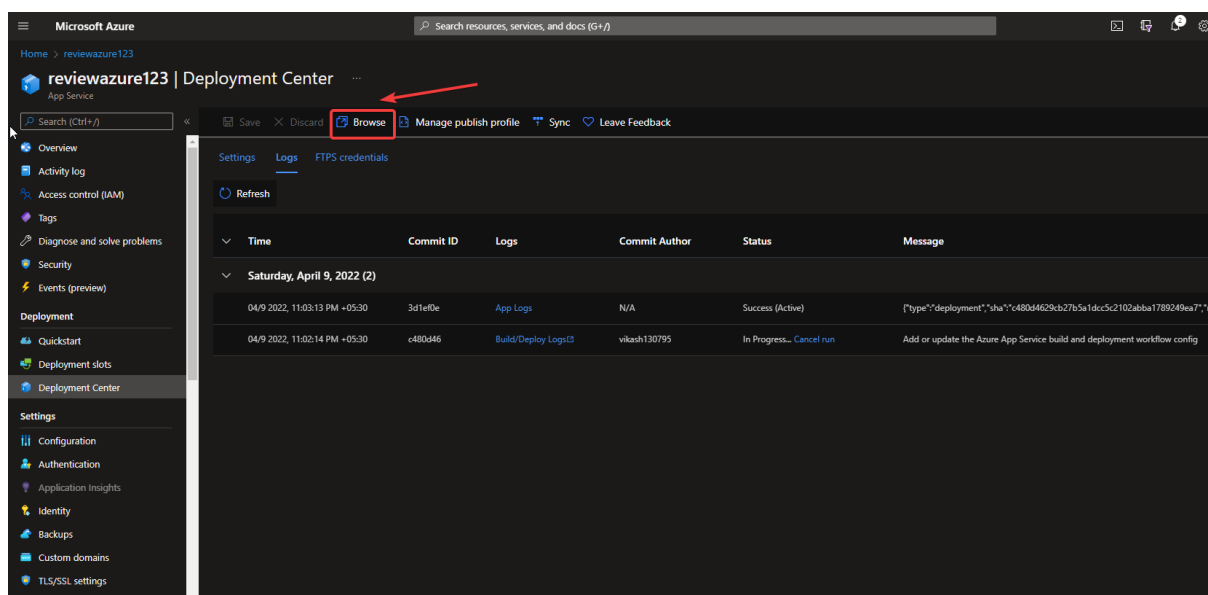 Microsoft Azure
Search resources, services, and docs (G+/)
2
Home > reviewazure123
reviewazure123 | Deployment Center ...
App Service
Search (Ctrl+/)
«
Save Discard Browse Manage publish profile Sync Leave Feedback
Overview
Activity log
Access control (IAM)
Tags
Diagnose and solve problems
Security
Events (preview)
Deployment
Quickstart
Deployment slots
Deployment Center
Settings
Configuration
Authentication
Application Insights
Identity
Backups
Custom domains
TLS/SSL settings
Settings Logs FTPS credentials
Refresh
Time Commit ID Logs Commit Author Status Message
Saturday, April 9, 2022 (2)
04/9 2022, 11:03:13 PM +05:30 3d1ef0e App Logs N/A Success (Active) {"type":"deployment","sha":"c480d4629cb27b5a1dcc5c2102abba1789249ea7","
04/9 2022, 11:02:14 PM +05:30 c480d46 Build/Deploy Logs vikash130795 In Progress... Cancel run Add or update the Azure App Service build and deployment workflow config